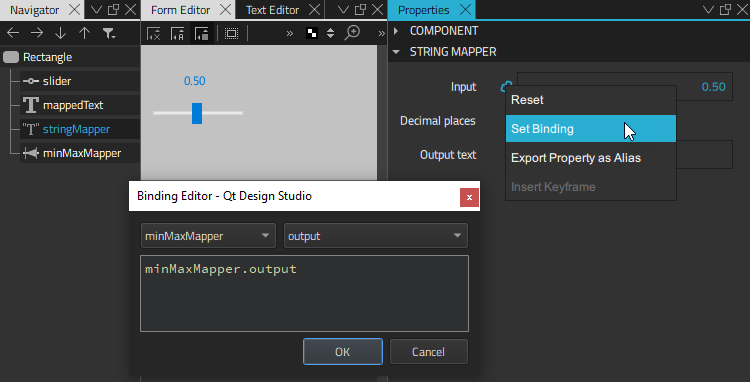 Navigator
Form Editor
Text Editor
Properties
COMPONENT
STRING MAPPER
Rectangle
slider
mappedText
"T" stringMapper
minMaxMapper
A
0.50
Input
0.50
Decimal places
Output text
Reset
Set Binding
Export Property as Alias
Insert Keyframe
Binding Editor - Qt Design Studio
minMaxMapper
output
minMaxMapper.output
OK
Cancel